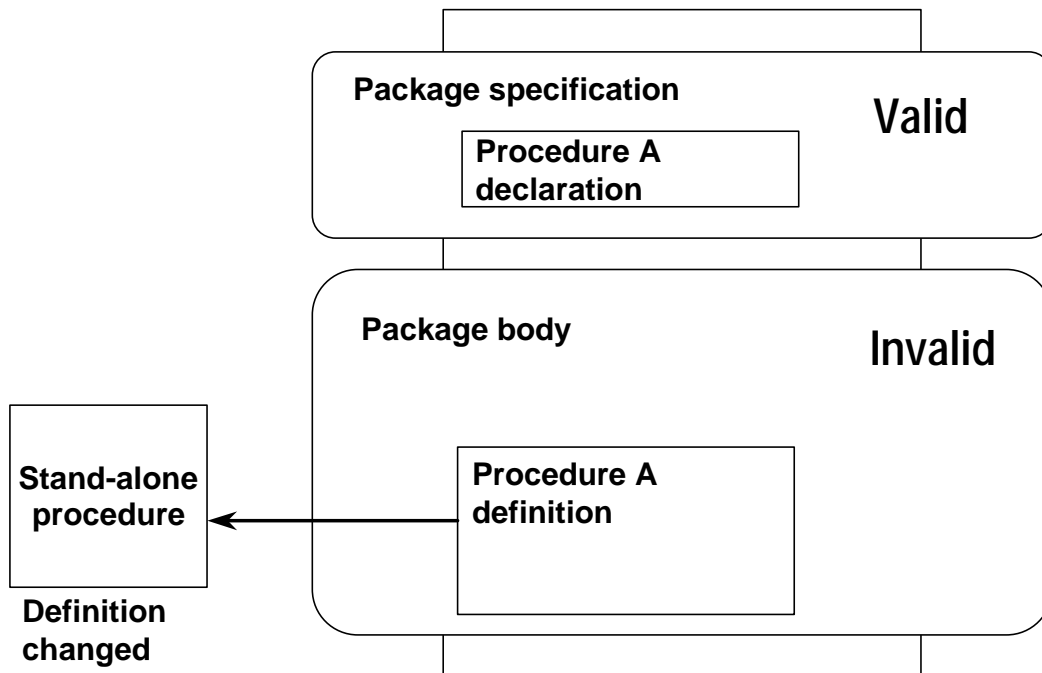 Package specification
Valid
Procedure A
declaration
Package body
Invalid
Stand-alone
procedure
Procedure A
definition
Definition
changed